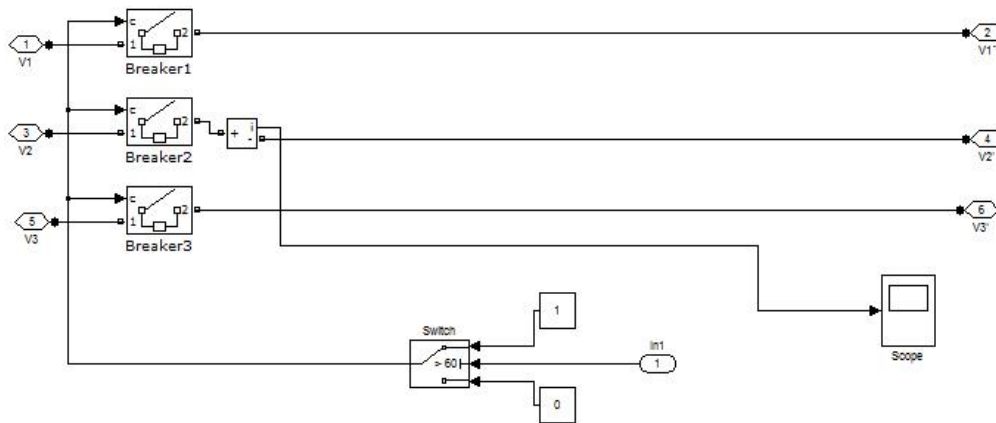 c
1
2
1
V1
Breaker1
2
V1'
c
1
2
3
V2
Breaker2
+
i
-
4
V2'
c
1
2
5
V3
Breaker3
6
V3'
1
Switch
> 60
In1
1
Scope
0